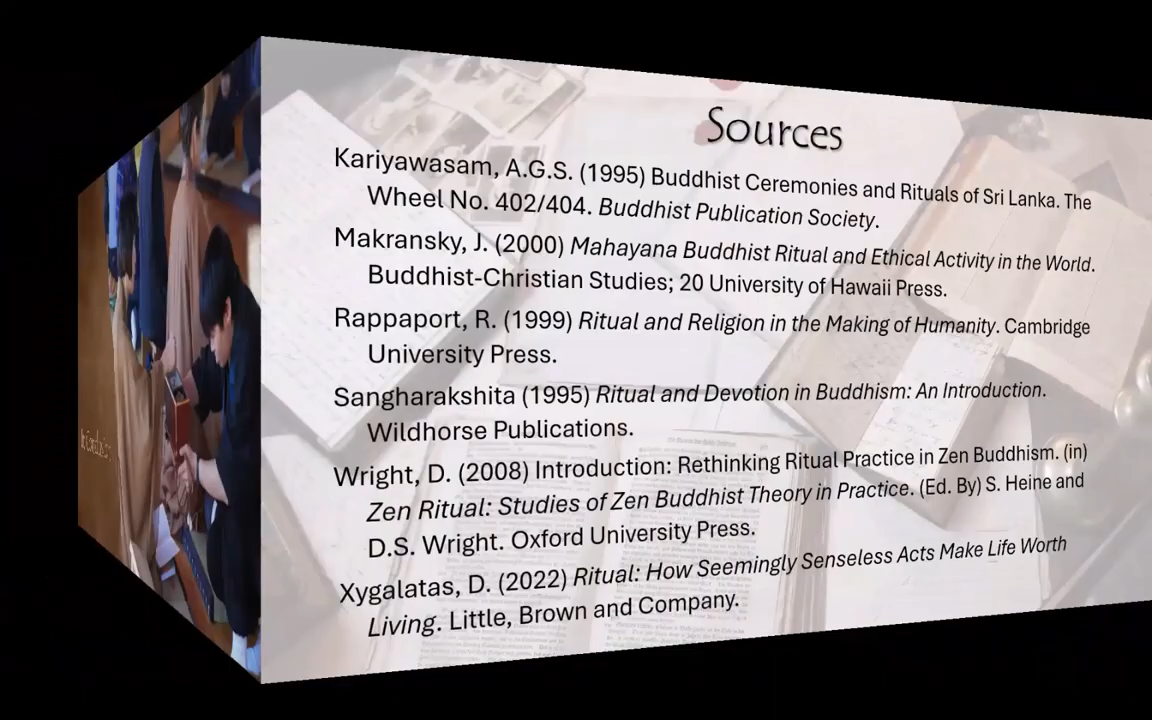 Sources
Kariyawasam, A.G.S. (1995) Buddhist Ceremonies and Rituals of Sri Lanka. The
Wheel No. 402/404. Buddhist Publication Society.
Makransky, J. (2000) Mahayana Buddhist Ritual and Ethical Activity in the World.
Buddhist-Christian Studies; 20 University of Hawaii Press.
Rappaport, R. (1999) Ritual and Religion in the Making of Humanity. Cambridge
University Press.
Sangharakshita (1995) Ritual and Devotion in Buddhism: An Introduction.
Wildhorse Publications.
Wright, D. (2008) Introduction: Rethinking Ritual Practice in Zen Buddhism. (in)
Zen Ritual: Studies of Zen Buddhist Theory in Practice. (Ed. By) S. Heine and
D.S. Wright. Oxford University Press.
Xygalatas, D. (2022) Ritual: How Seemingly Senseless Acts Make Life Worth
Living. Little, Brown and Company.